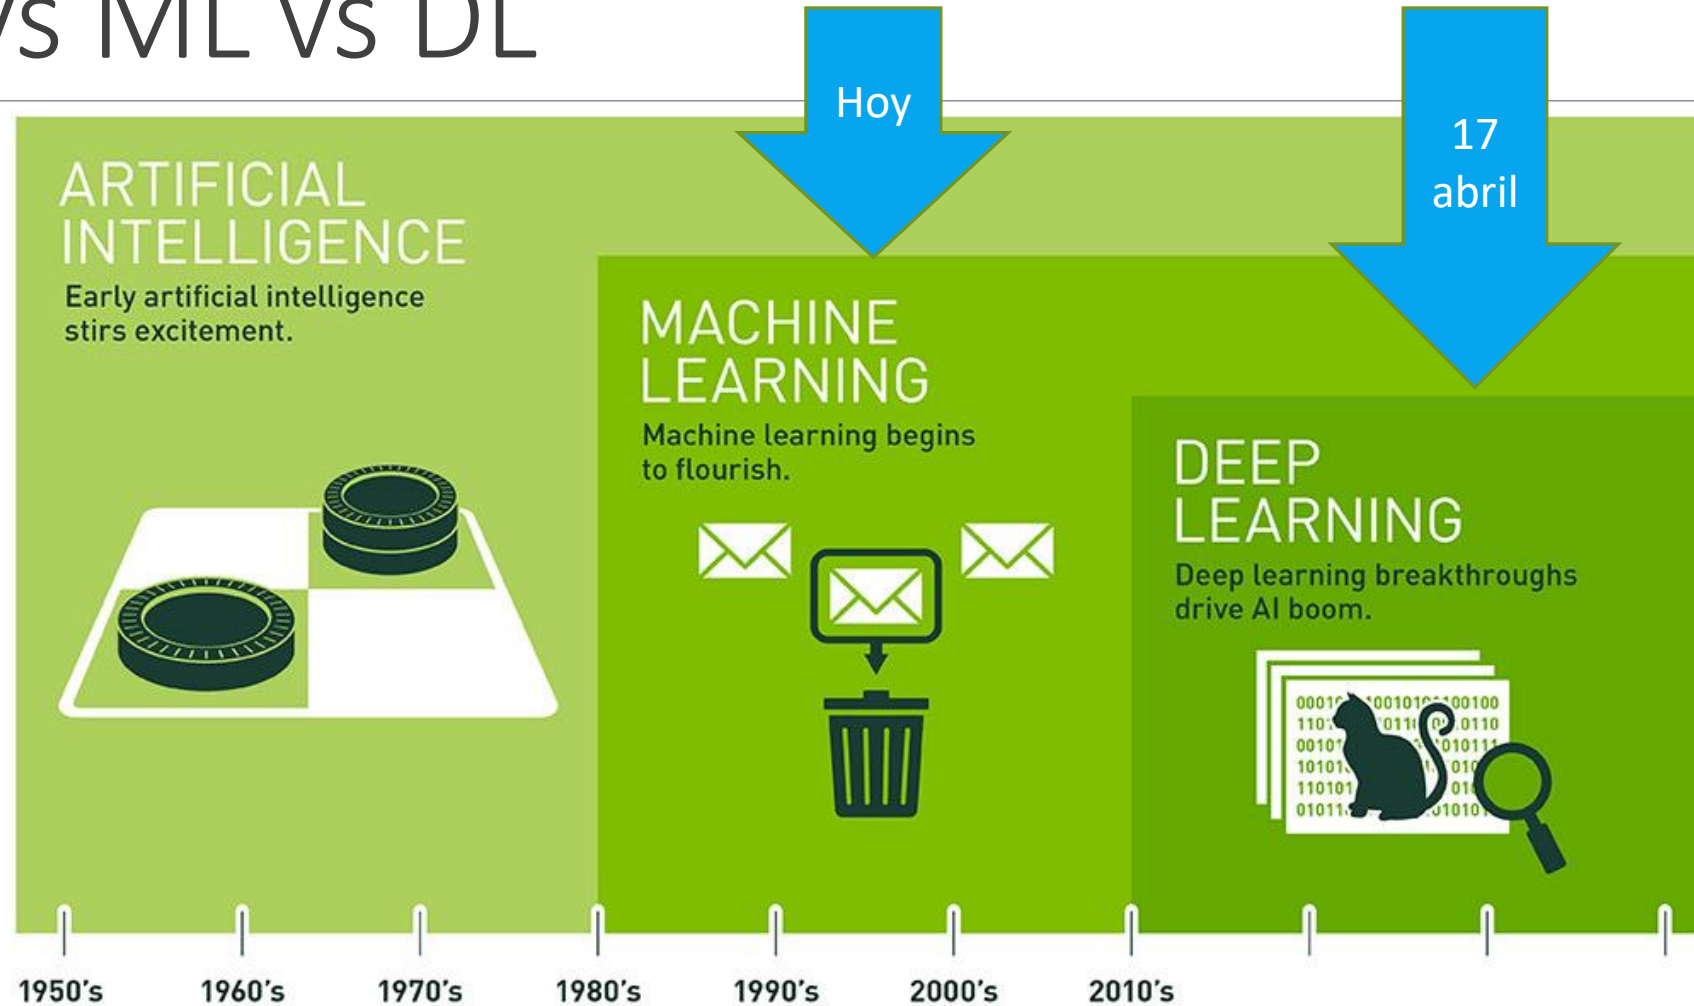 vs ML vs DL
Hoy
17
abril
ARTIFICIAL
INTELLIGENCE
Early artificial intelligence
stirs excitement.
MACHINE
LEARNING
Machine learning begins
to flourish.
DEEP
LEARNING
Deep learning breakthroughs
drive AI boom.
1950's
1960's
1970's
1980's
1990's
2000's
2010's